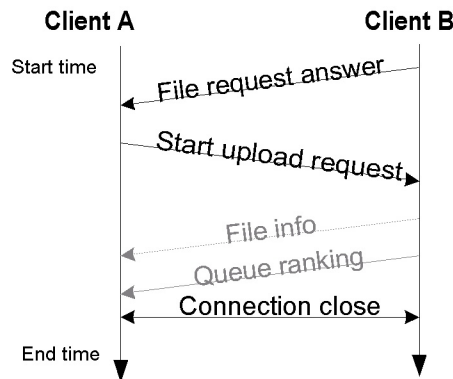 Client A
Client B
Start time
File request answer
Start upload request
File info
Queue ranking
Connection close
End time